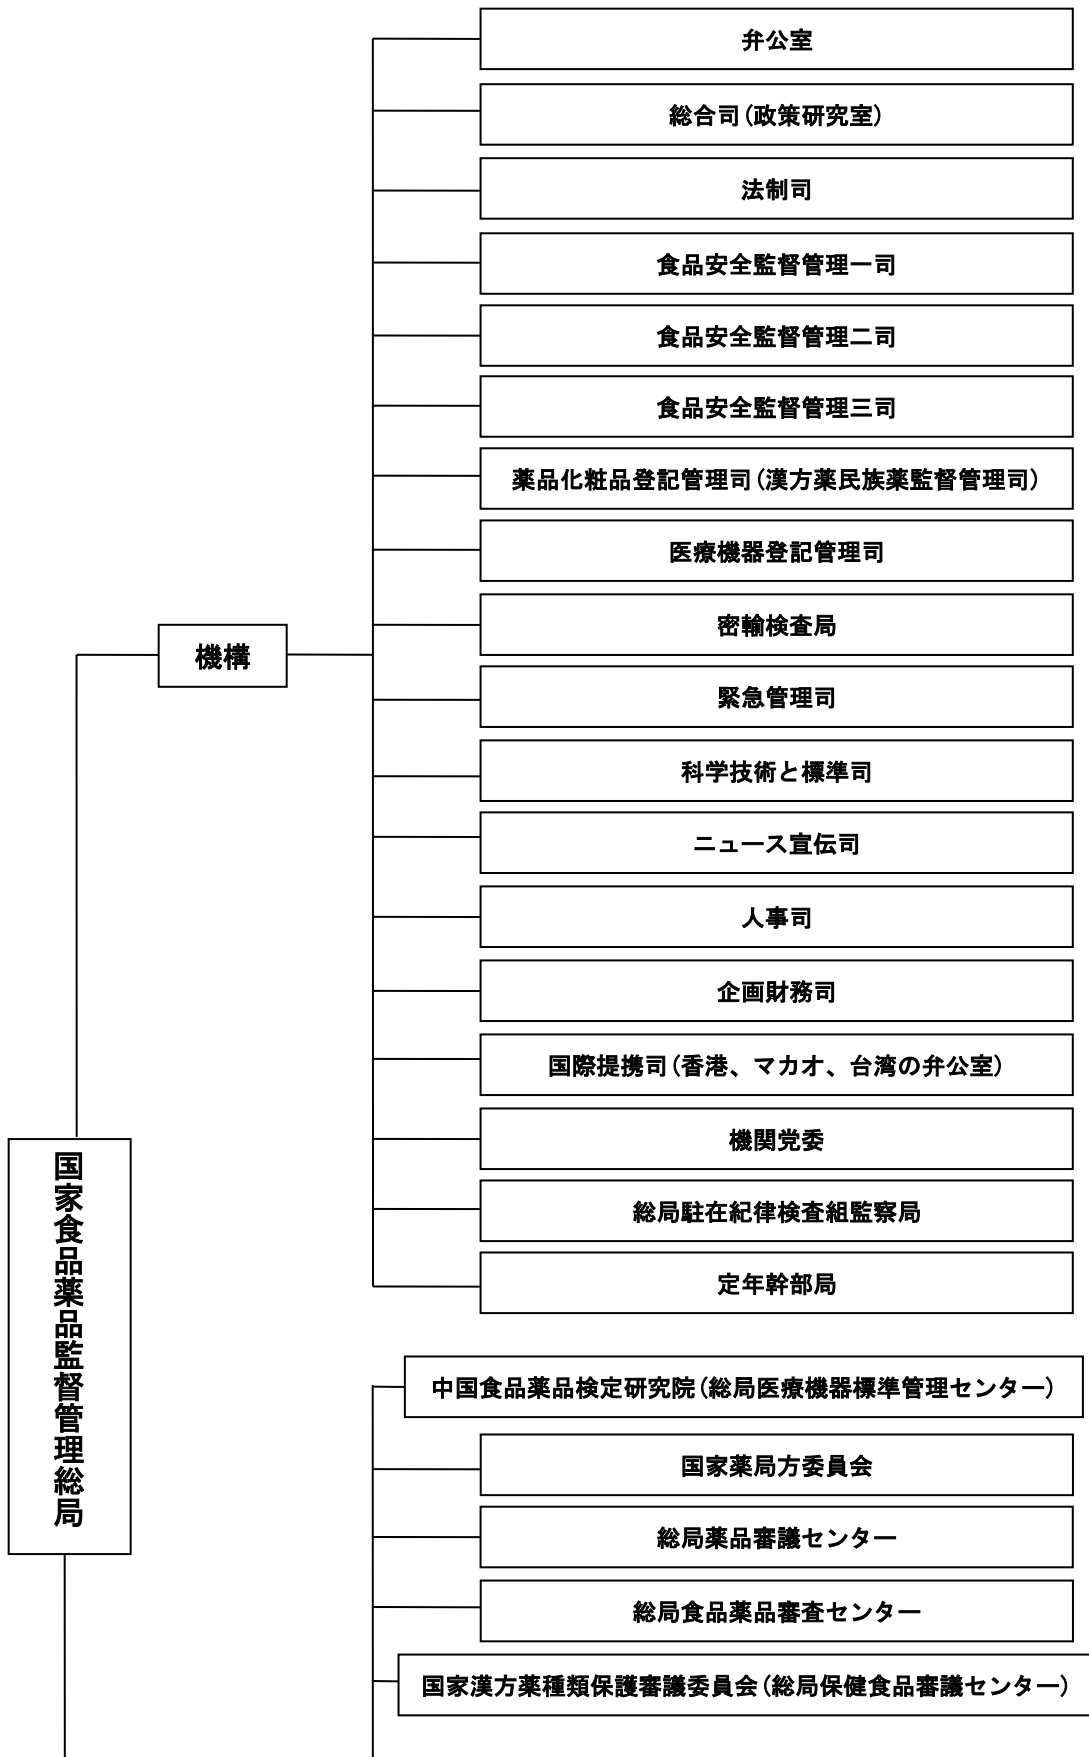 弁公室
総合司(政策研究室)
法制司
食品安全監督管理一司
食品安全監督管理二司
食品安全監督管理三司
薬品化粧品登記管理司(漢方薬民族薬監督管理司)
医療機器登記管理司
密輸検査局
機構
緊急管理司
科学技術と標準司
ニュース宣伝司
人事司
企画財務司
国際提携司(香港、マカオ、台湾の弁公室)
機関党委
総局駐在紀律検査組監察局
定年幹部局
国家食品薬品監督管理総局
中国食品薬品検定研究院(総局医療機器標準管理センター)
国家薬局方委員会
総局薬品審議センター
総局食品薬品審査センター
国家漢方薬種類保護審議委員会(総局保健食品審議センター)